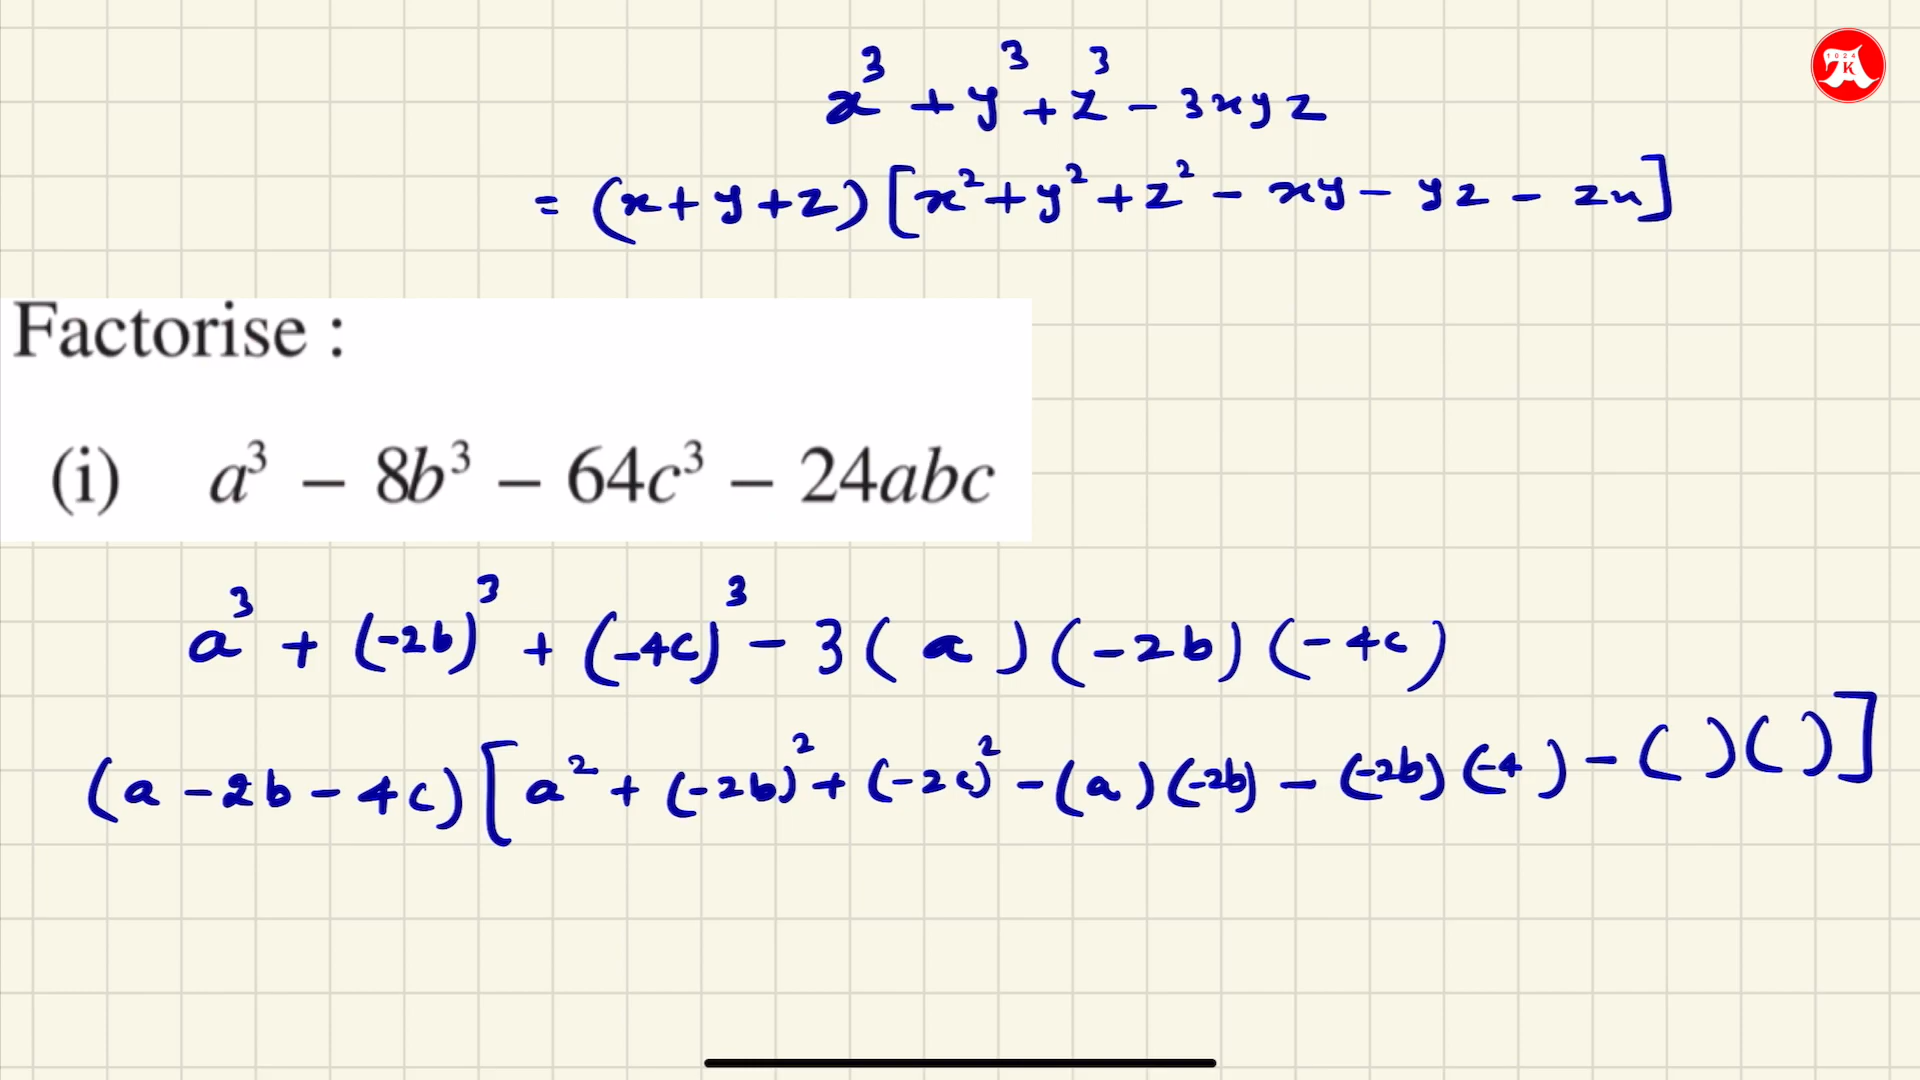 1024
K
x³ + y³ + z³ - 3xyz
= (x + y + z) [x² + y² + z² - xy - yz - zx]
Factorise :
(i) a³ – 8b³ – 64c³ – 24abc
a³ + (-2b)³ + (-4c)³ - 3(a)(-2b)(-4c)
(a - 2b - 4c) [a² + (-2b)² + (-2c)² - (a)(-2b) - (-2b)(-4 ) - ( )( )]